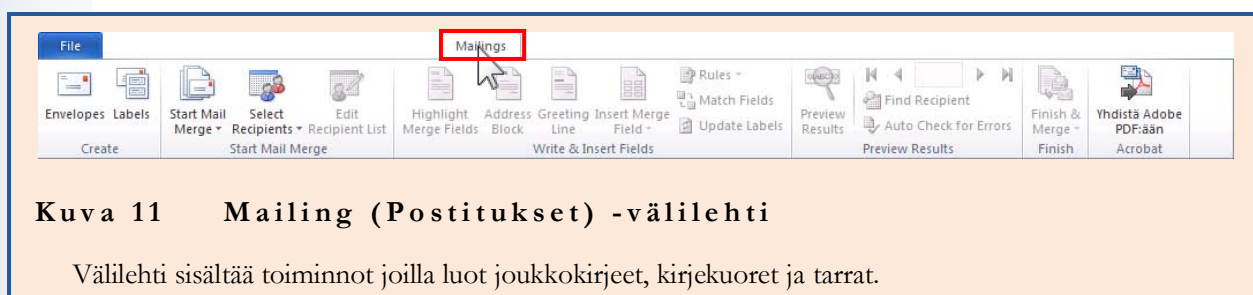 File Mailings
Envelopes Labels Start Mail Merge Select Recipients Edit Recipient List Highlight Merge Fields Address Block Greeting Line Insert Merge Field Rules Match Fields Update Labels Preview Results Find Recipient Auto Check for Errors Finish & Merge Yhdistä Adobe PDF:ään
Create Start Mail Merge Write & Insert Fields Preview Results Finish Acrobat
Kuva 11 Mailing (Postitukset) -välilehti
Välilehti sisältää toiminnot joilla luot joukkokirjeet, kirjekuoret ja tarrat.